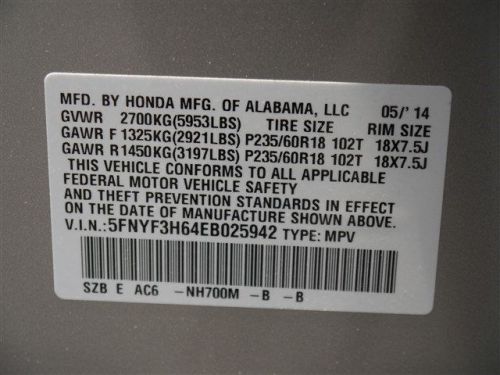 MFD. BY HONDA MFG. OF ALABAMA, LLC 05/'14
GVWR 2700KG(5953LBS) TIRE SIZE RIM SIZE
GAWR F 1325KG(2921LBS) P235/60R18 102T 18X7.5J
GAWR R 1450KG(3197LBS) P235/60R18 102T 18X7.5J
THIS VEHICLE CONFORMS TO ALL APPLICABLE
FEDERAL MOTOR VEHICLE SAFETY
AND THEFT PREVENTION STANDARDS IN EFFECT
ON THE DATE OF MANUFACTURE SHOWN ABOVE.
V.I.N.:5FNYF3H64EB025942 TYPE: MPV
SZB E AC6 -NH700M -B -B